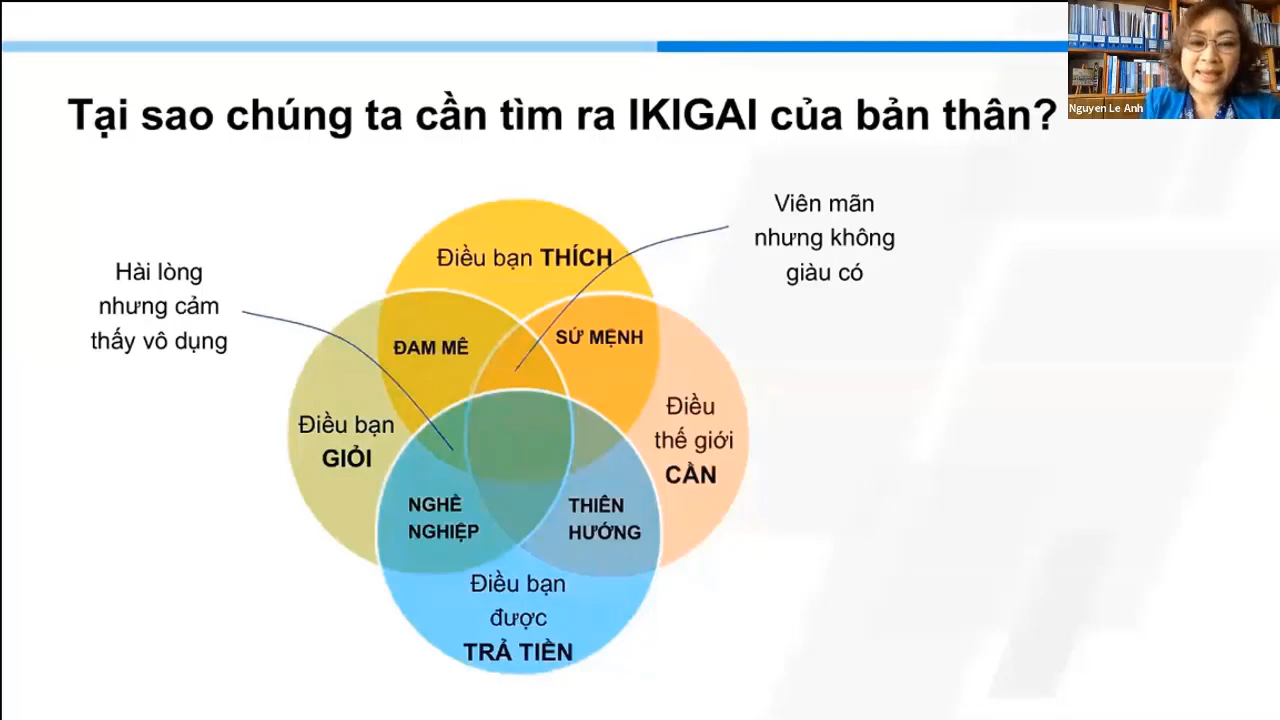 Tại sao chúng ta cần tìm ra IKIGAI của bản thân?
Nguyen Le Anh
Viên mãn
nhưng không
giàu có
Điều bạn THÍCH
Hài lòng
nhưng cảm
thấy vô dụng
ĐAM MÊ
SỨ MỆNH
Điều bạn
GIỎI
Điều
thế giới
CẦN
NGHỀ
NGHIỆP
THIÊN
HƯỚNG
Điều bạn
được
TRẢ TIỀN